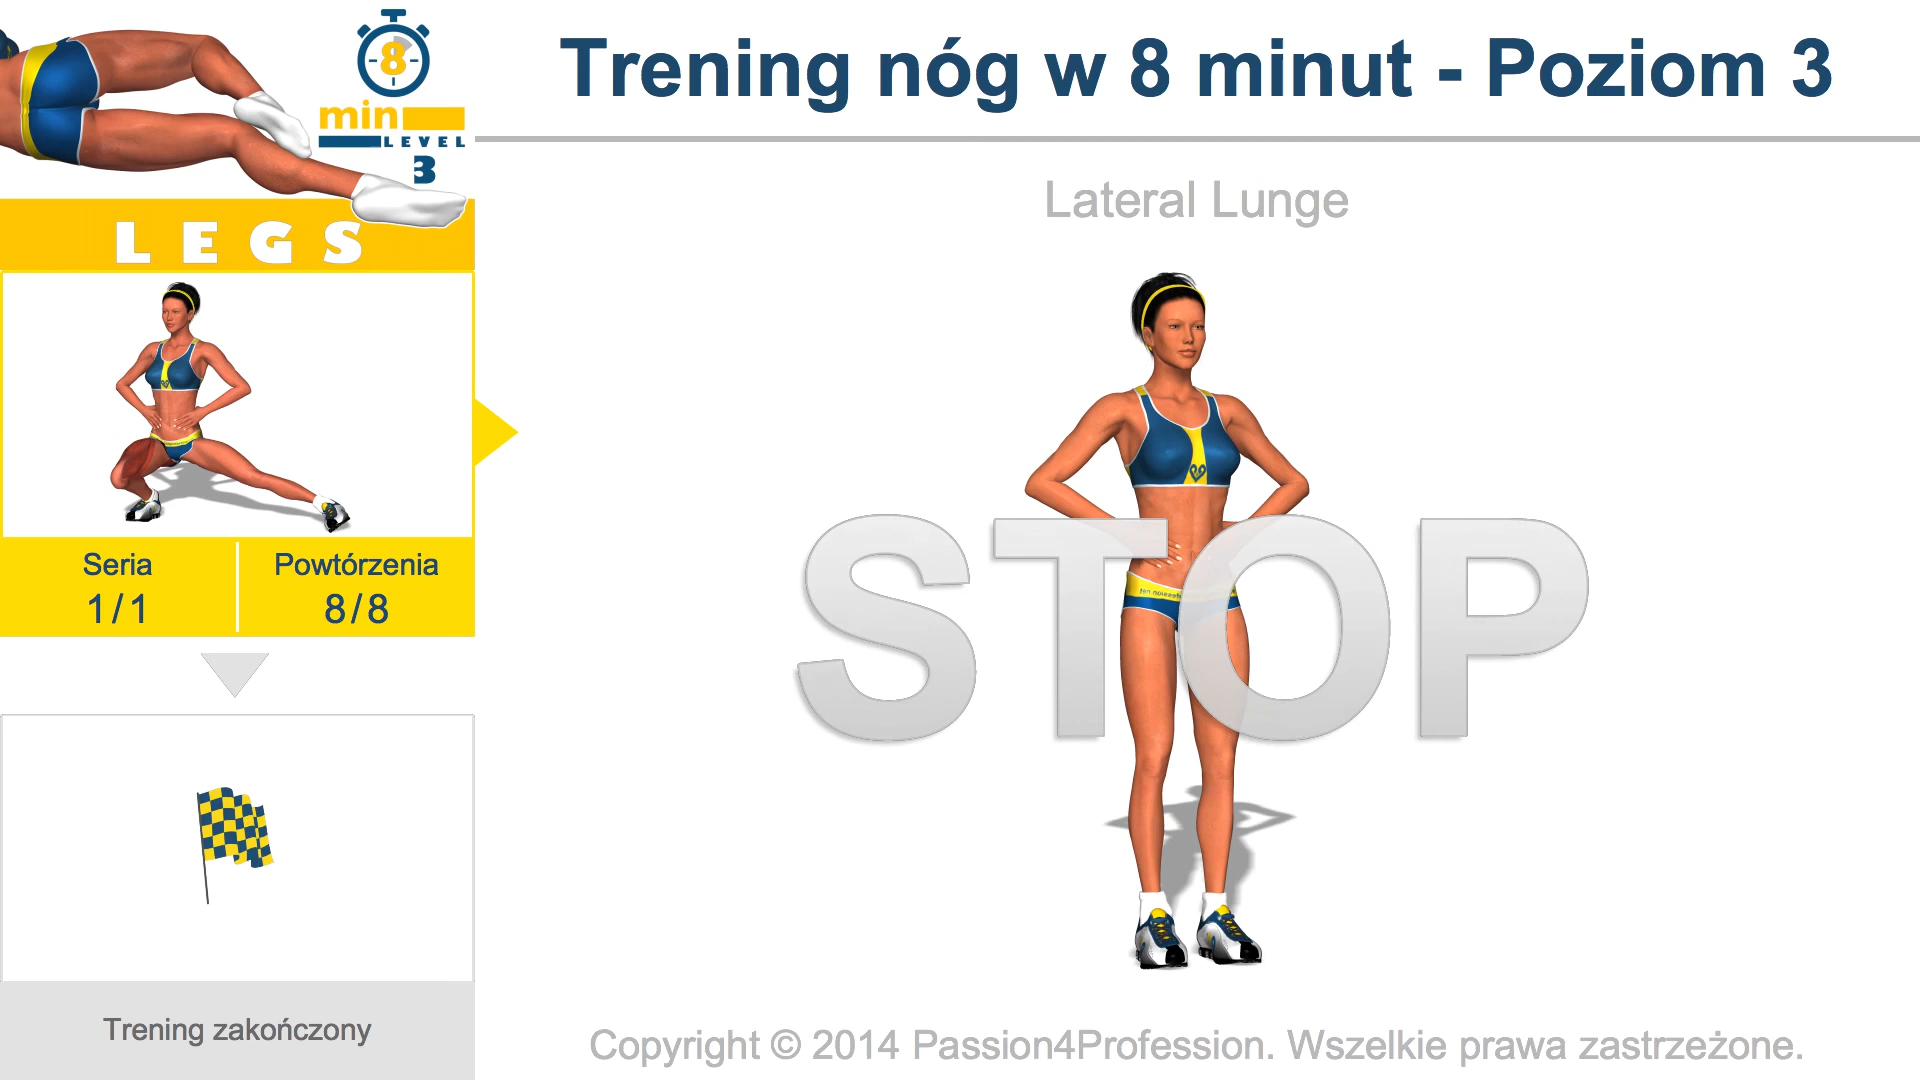 8
min
LEVEL
3
LEGS
Trening nóg w 8 minut - Poziom 3
Lateral Lunge
STOP
Seria
1/1
Powtórzenia
8/8
Trening zakończony
Copyright © 2014 Passion4Profession. Wszelkie prawa zastrzeżone.